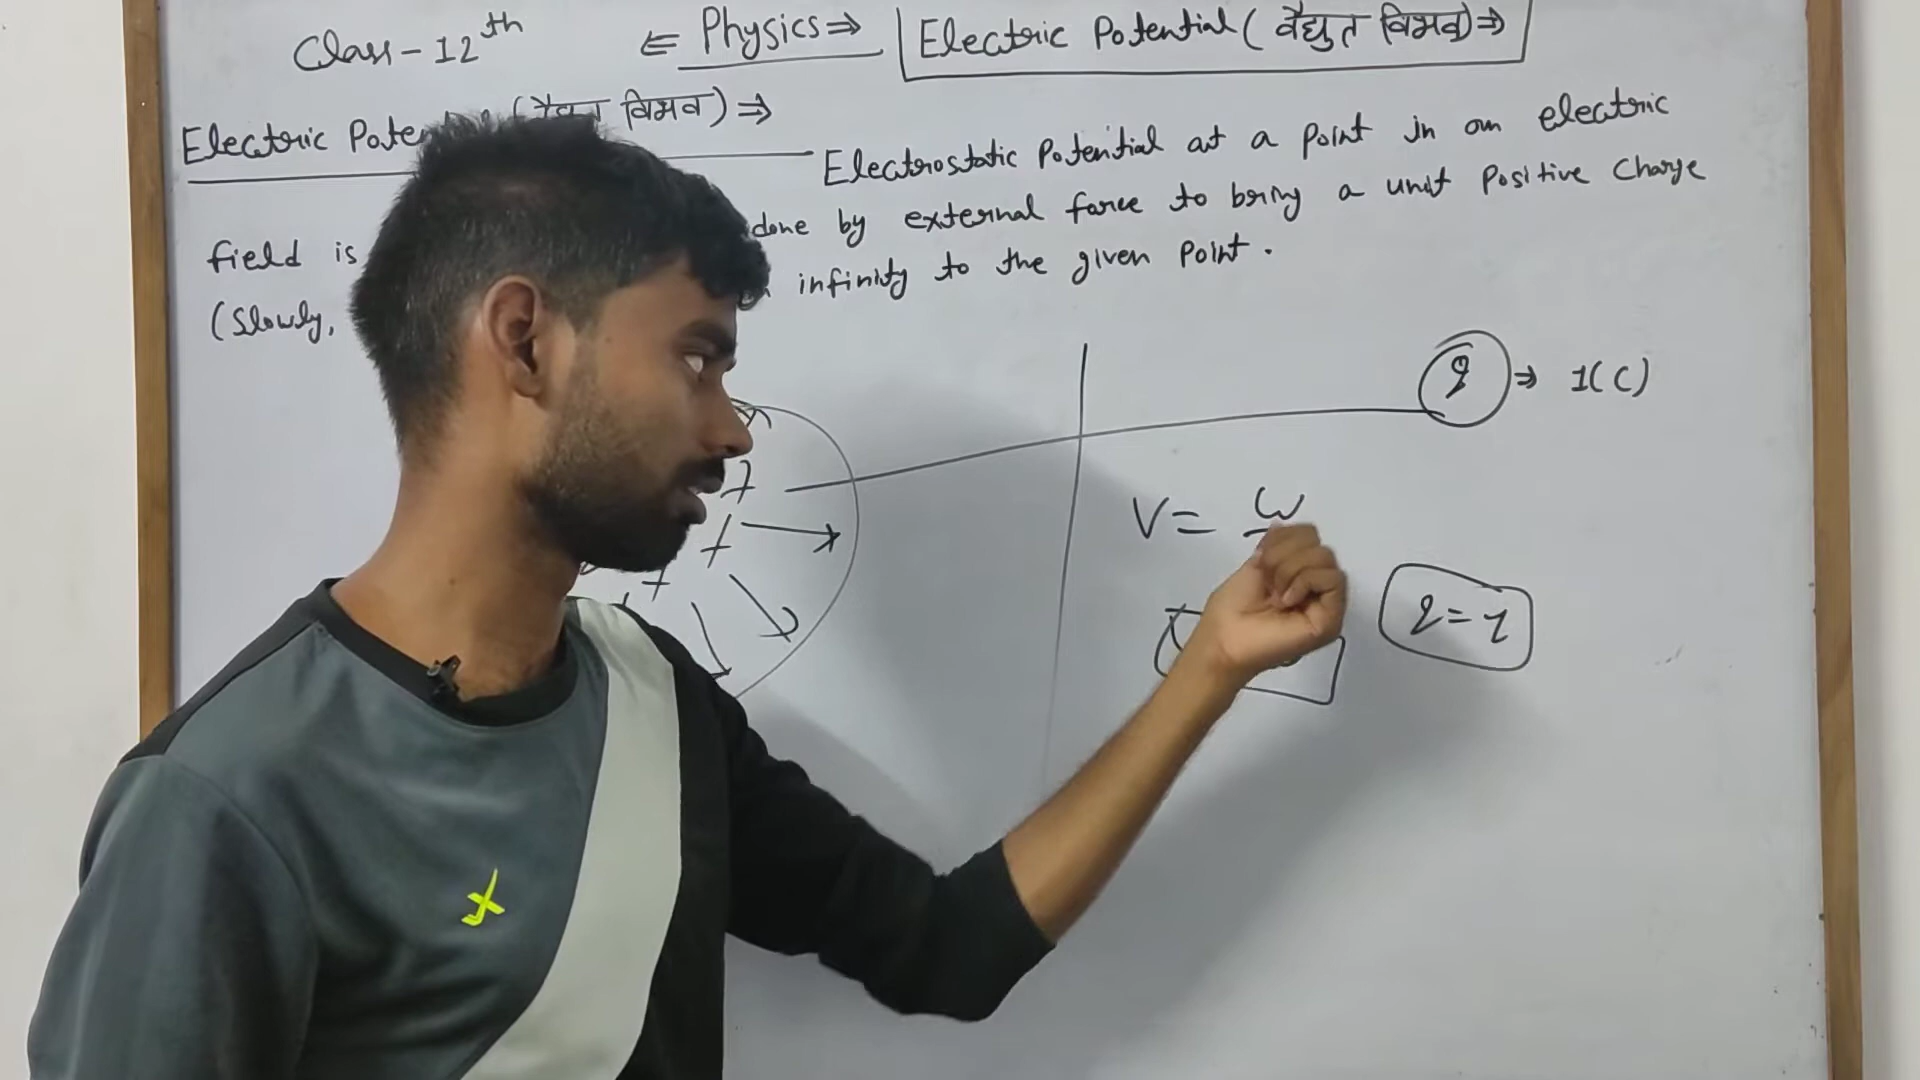 Class-12th ⇐ Physics ⇒ Electric Potential (वैद्युत विभव) ⇒
Electric विभव) ⇒
Electrostatic Potential at a point in an electric
field is done by external force to bring a unit Positive Charge
(Slowly, infinity to the given point.
q ⇒ 1(C)
+
V = W
+
q = 1
+